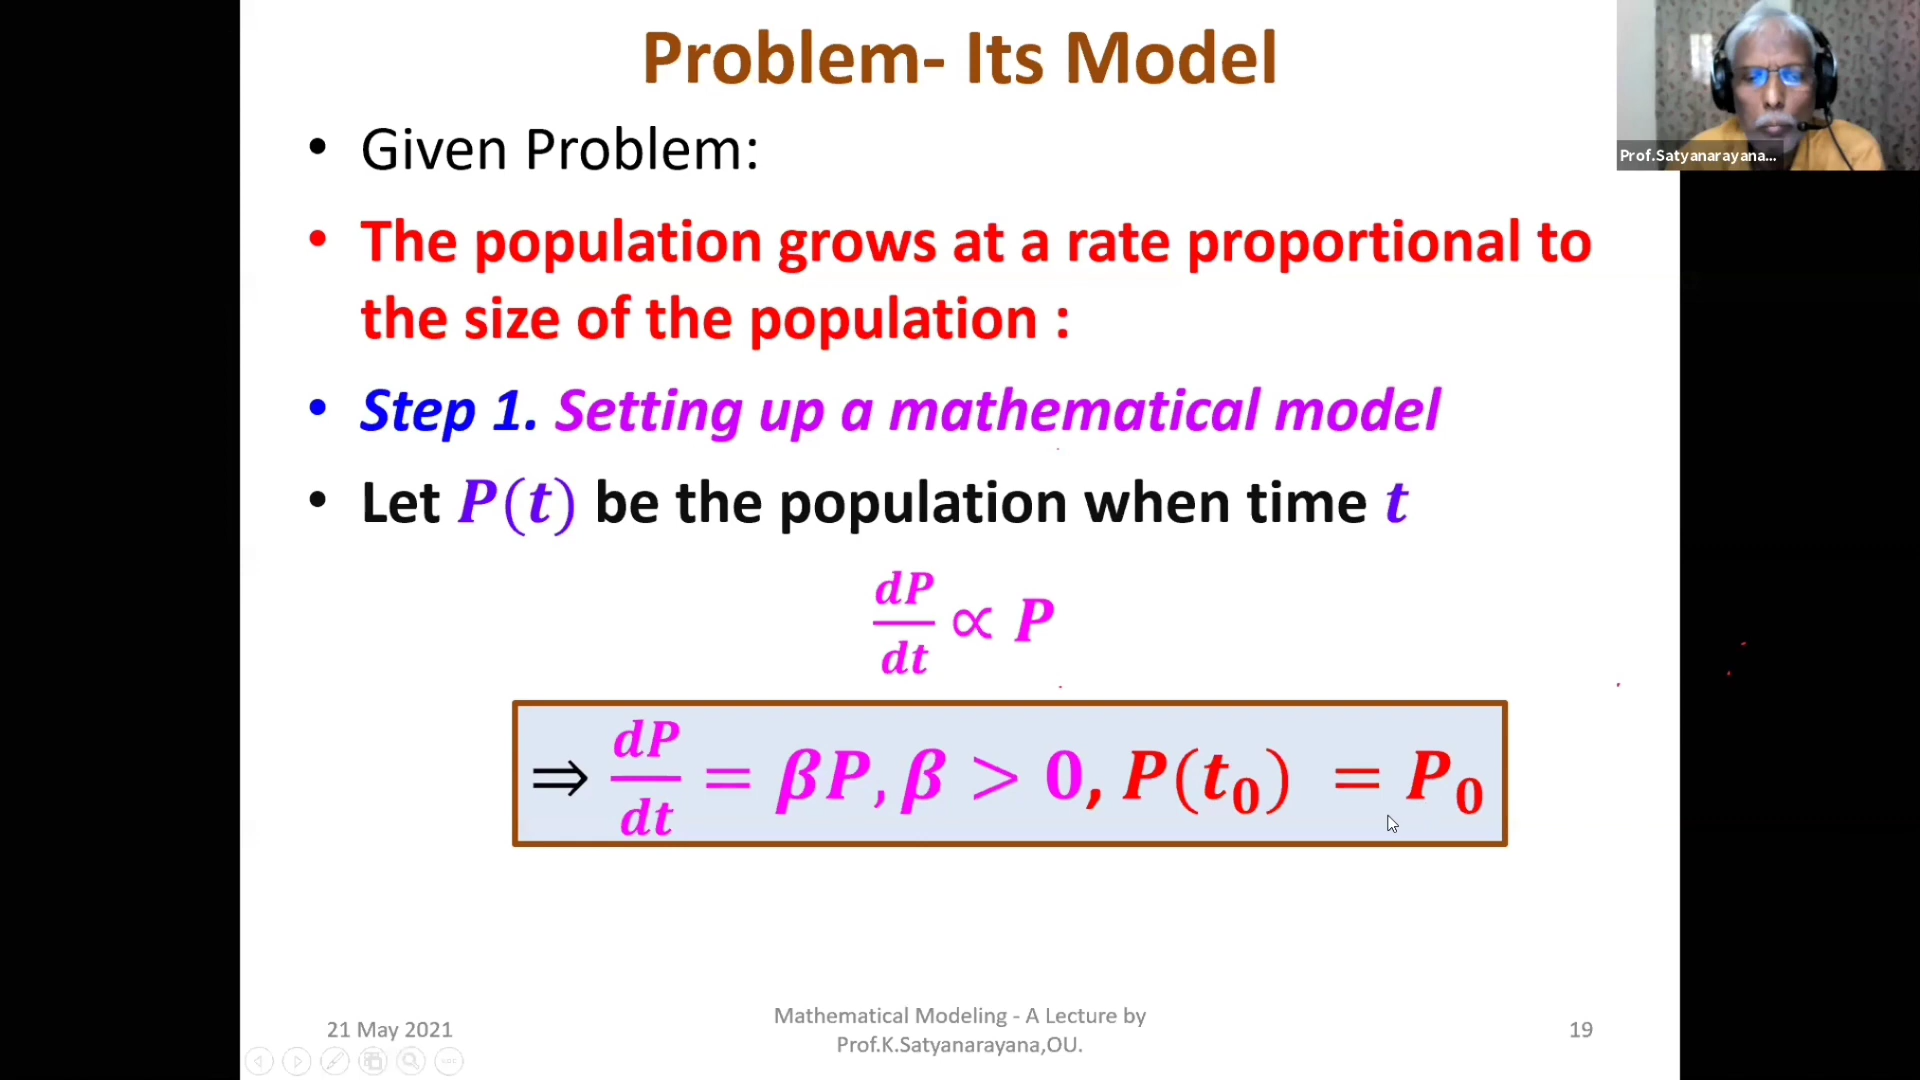 Problem- Its Model
• Given Problem:
• The population grows at a rate proportional to
the size of the population :
• Step 1. Setting up a mathematical model
• Let P(t) be the population when time t
dP/dt ∝ P
⇒ dP/dt = βP, β > 0, P(t₀) = P₀
21 May 2021
Mathematical Modeling - A Lecture by
Prof.K.Satyanarayana,OU.
19
Prof.Satyanarayana...